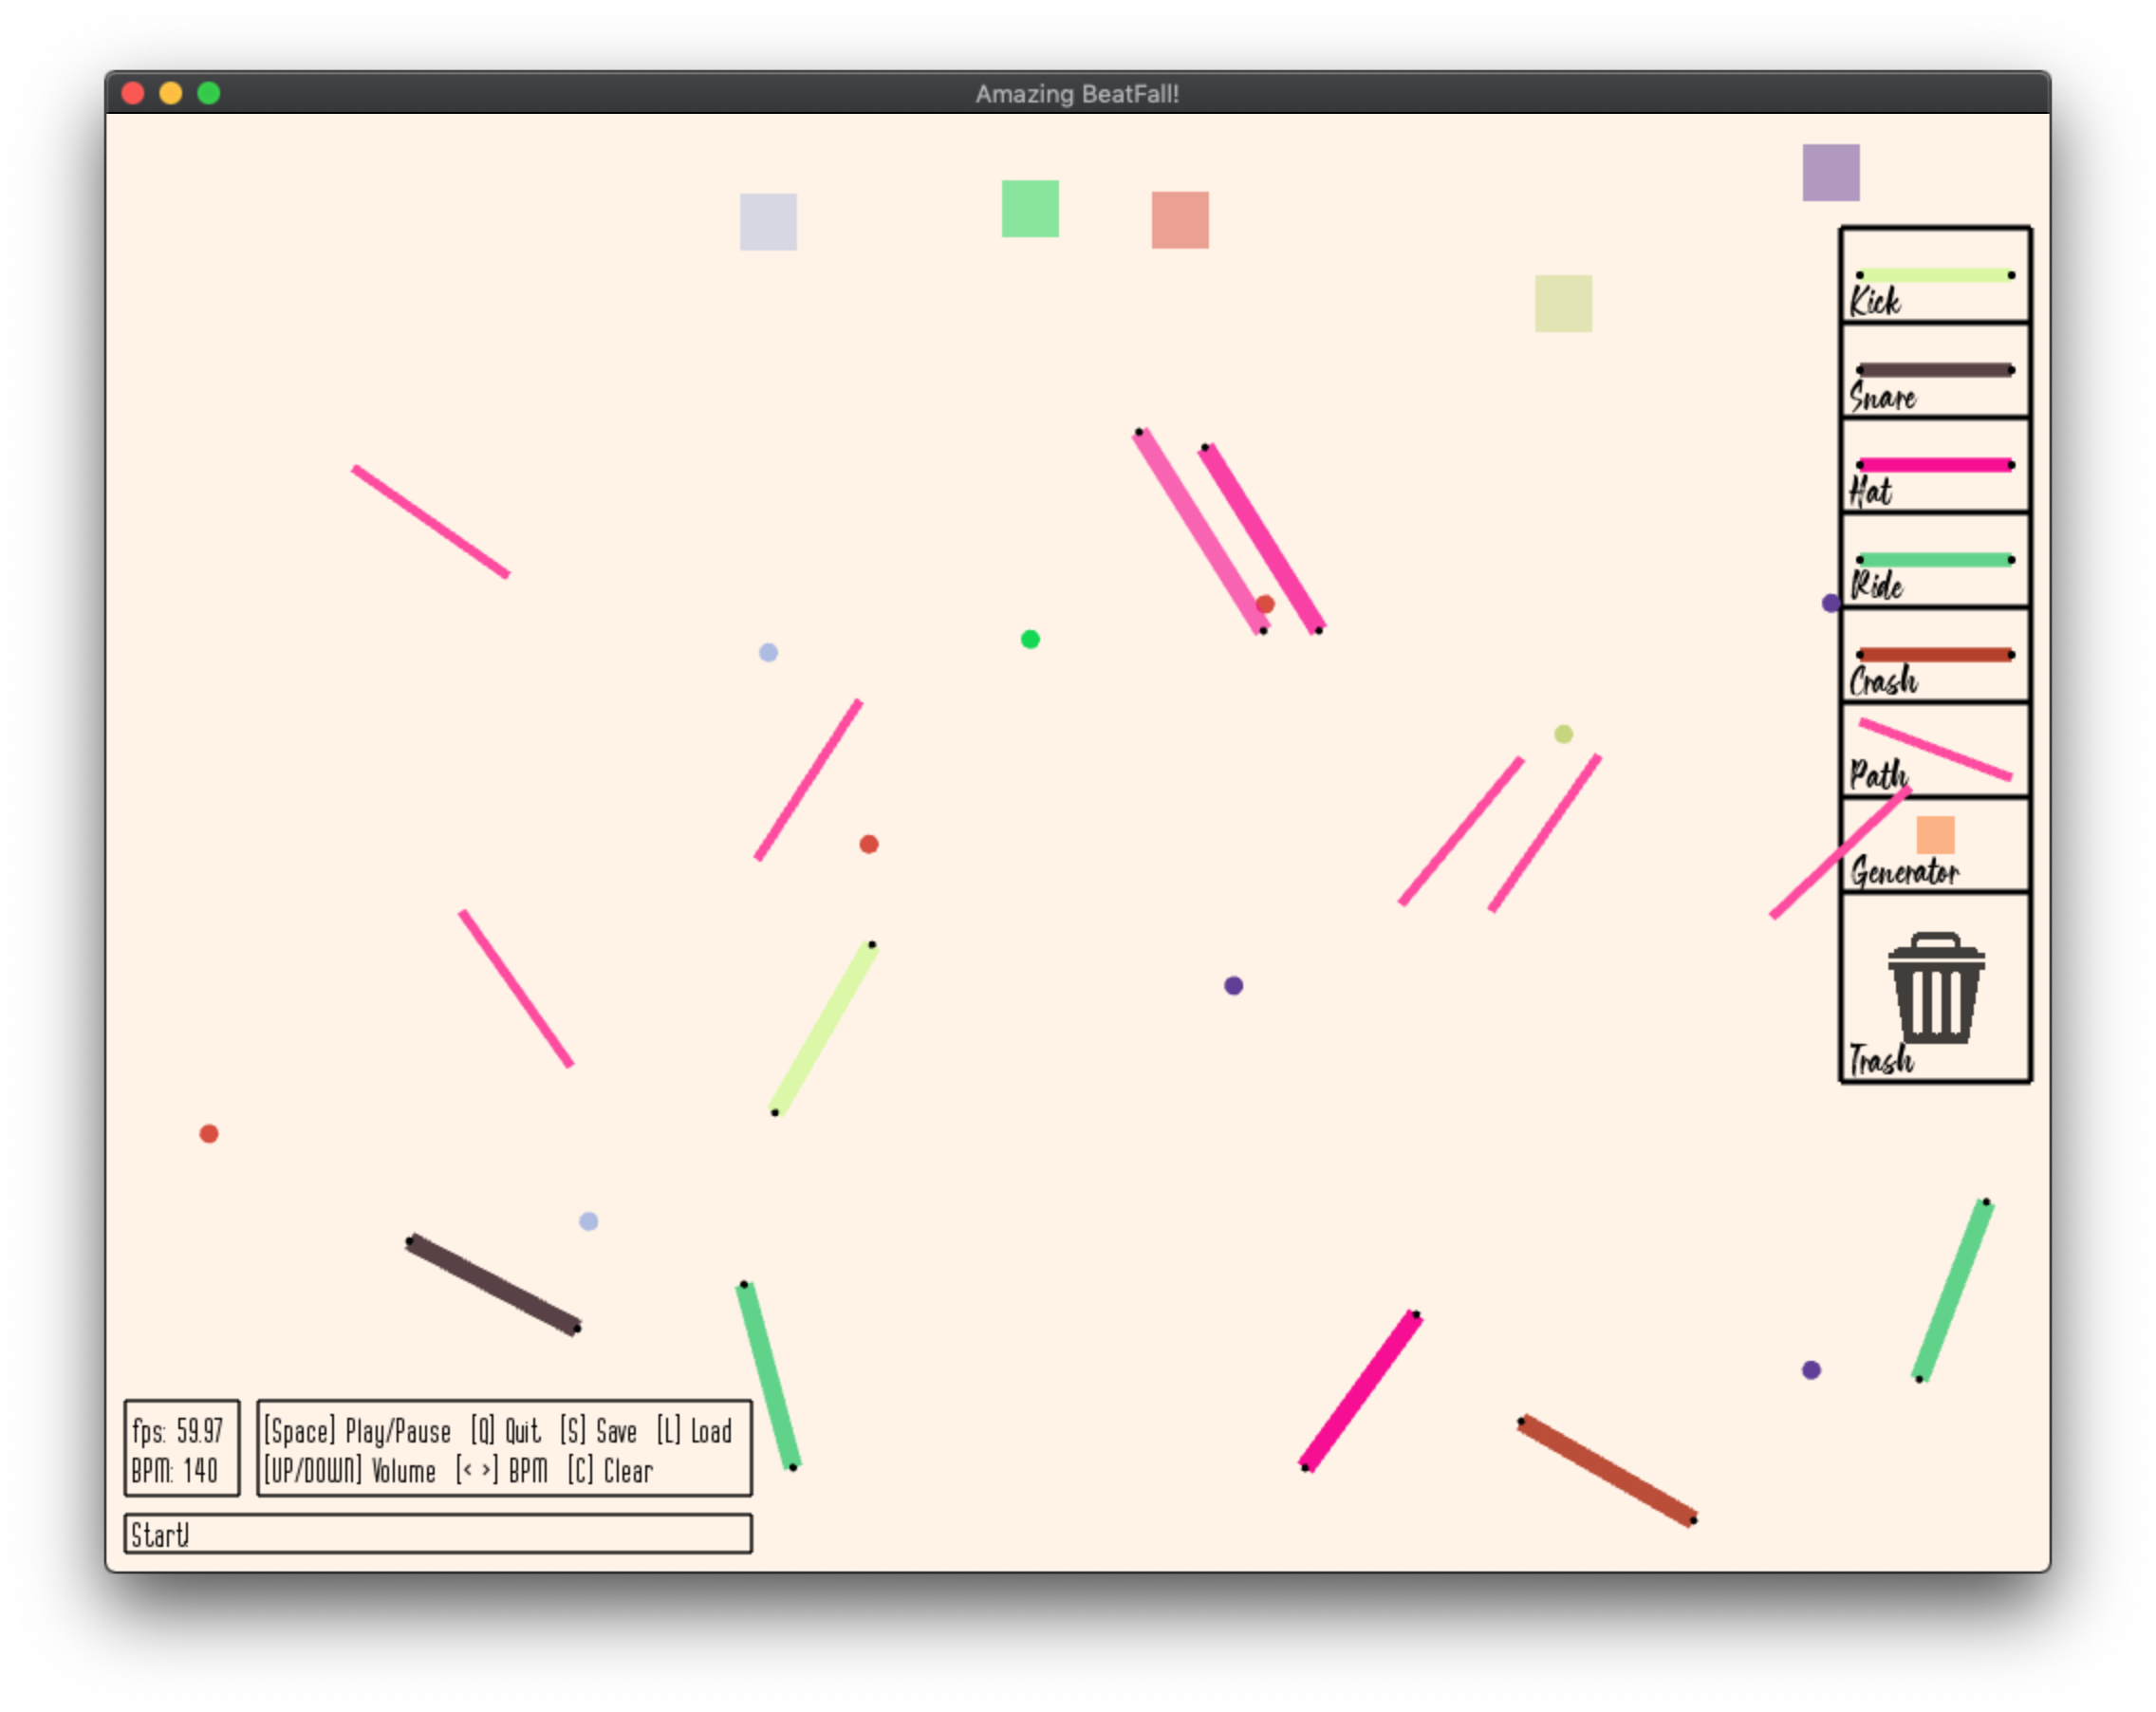 Amazing BeatFall!
Kick
Snare
Hat
Ride
Crash
Path
Generator
Trash
fps: 59.97
BPM: 140
[Space] Play/Pause [Q] Quit [S] Save [L] Load
[UP/DOWN] Volume [< >] BPM [C] Clear
Start!